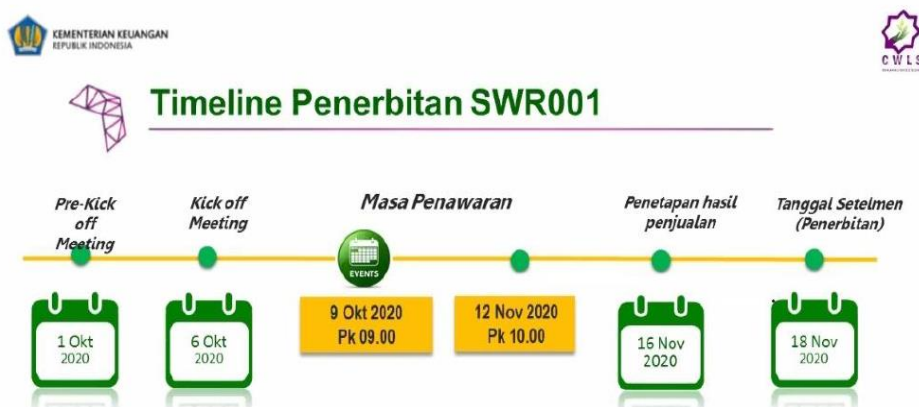 KEMENTERIAN KEUANGAN
REPUBLIK INDONESIA
CWLS
Timeline Penerbitan SWR001
Pre-Kick
off
Meeting
Kick off
Meeting
Masa Penawaran
Penetapan hasil
penjualan
Tanggal Setelmen
(Penerbitan)
EVENTS
1 Okt
2020
6 Okt
2020
9 Okt 2020
Pk 09.00
12 Nov 2020
Pk 10.00
16 Nov
2020
18 Nov
2020